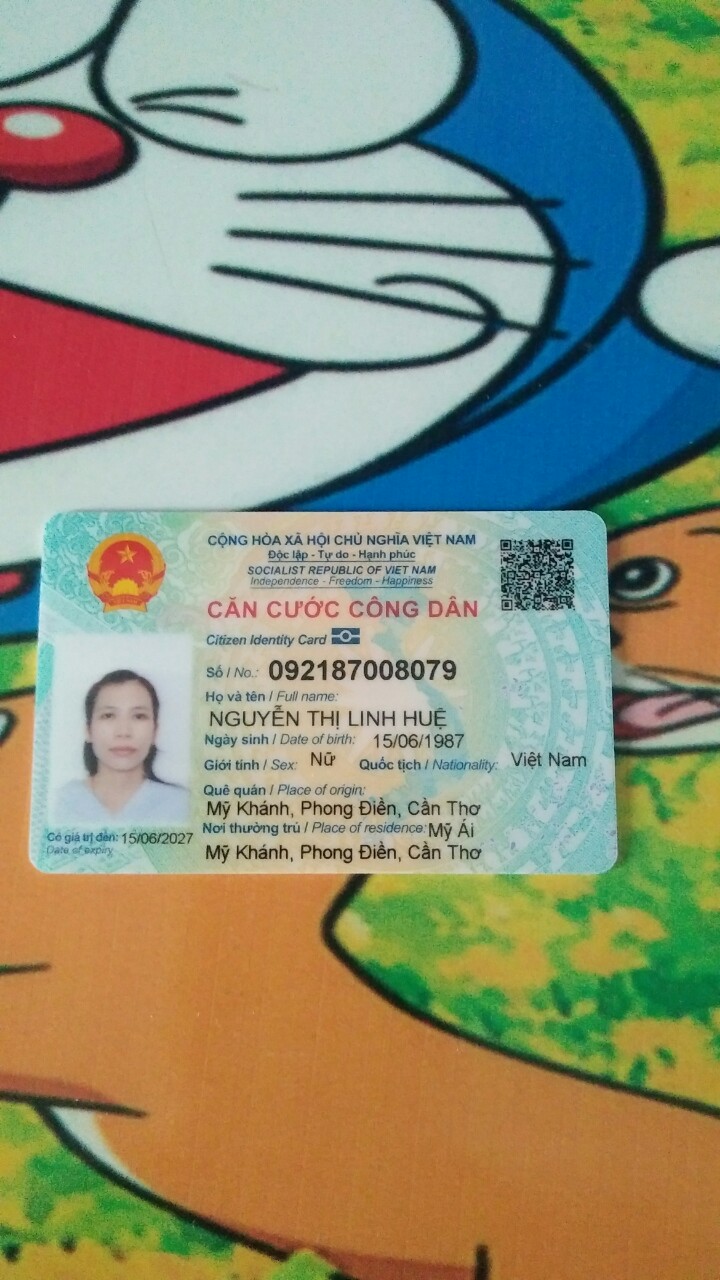 CỘNG HÒA XÃ HỘI CHỦ NGHĨA VIỆT NAM
Độc lập - Tự do - Hạnh phúc
SOCIALIST REPUBLIC OF VIET NAM
Independence - Freedom - Happiness
CĂN CƯỚC CÔNG DÂN
Citizen Identity Card
Số / No.: 092187008079
Họ và tên / Full name:
NGUYỄN THỊ LINH HUỆ
Ngày sinh / Date of birth: 15/06/1987
Giới tính / Sex: Nữ Quốc tịch / Nationality: Việt Nam
Quê quán / Place of origin:
Mỹ Khánh, Phong Điền, Cần Thơ
Nơi thường trú / Place of residence: Mỹ Ái
Mỹ Khánh, Phong Điền, Cần Thơ
Có giá trị đến: 15/06/2027
Date of expiry